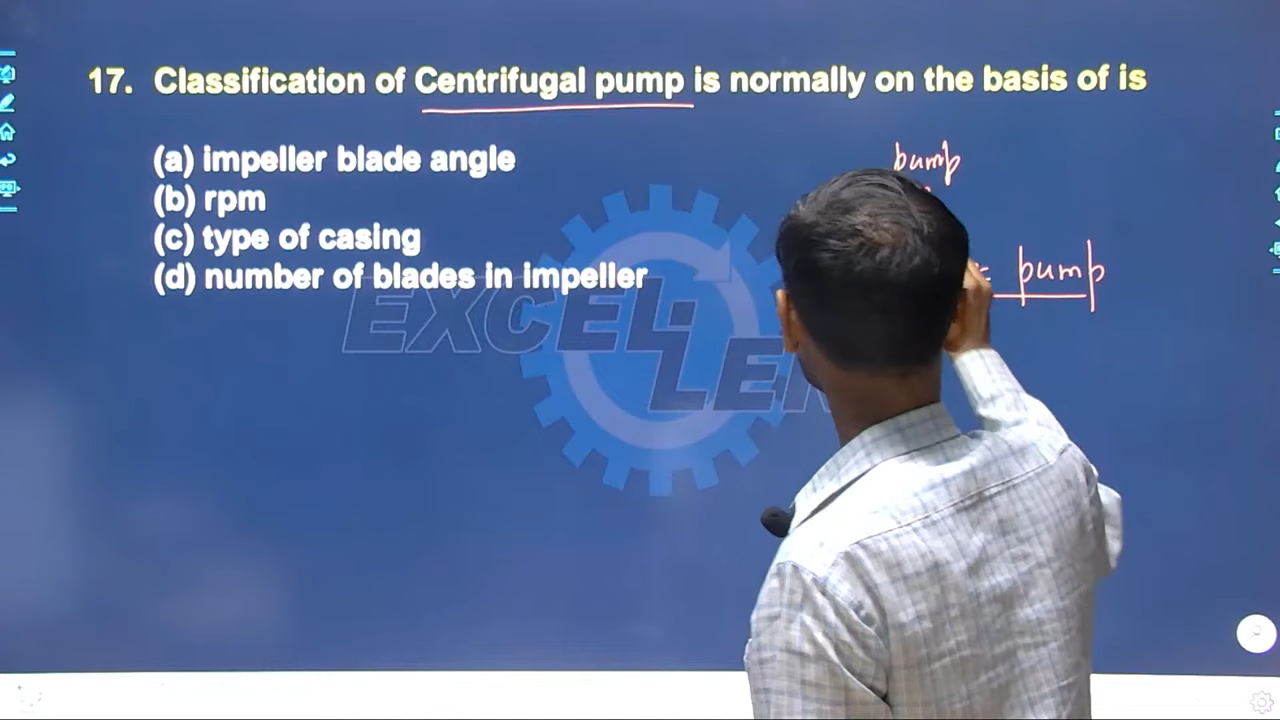 17. Classification of Centrifugal pump is normally on the basis of is
(a) impeller blade angle
(b) rpm
(c) type of casing
(d) number of blades in impeller
pump
pump
EXCEL